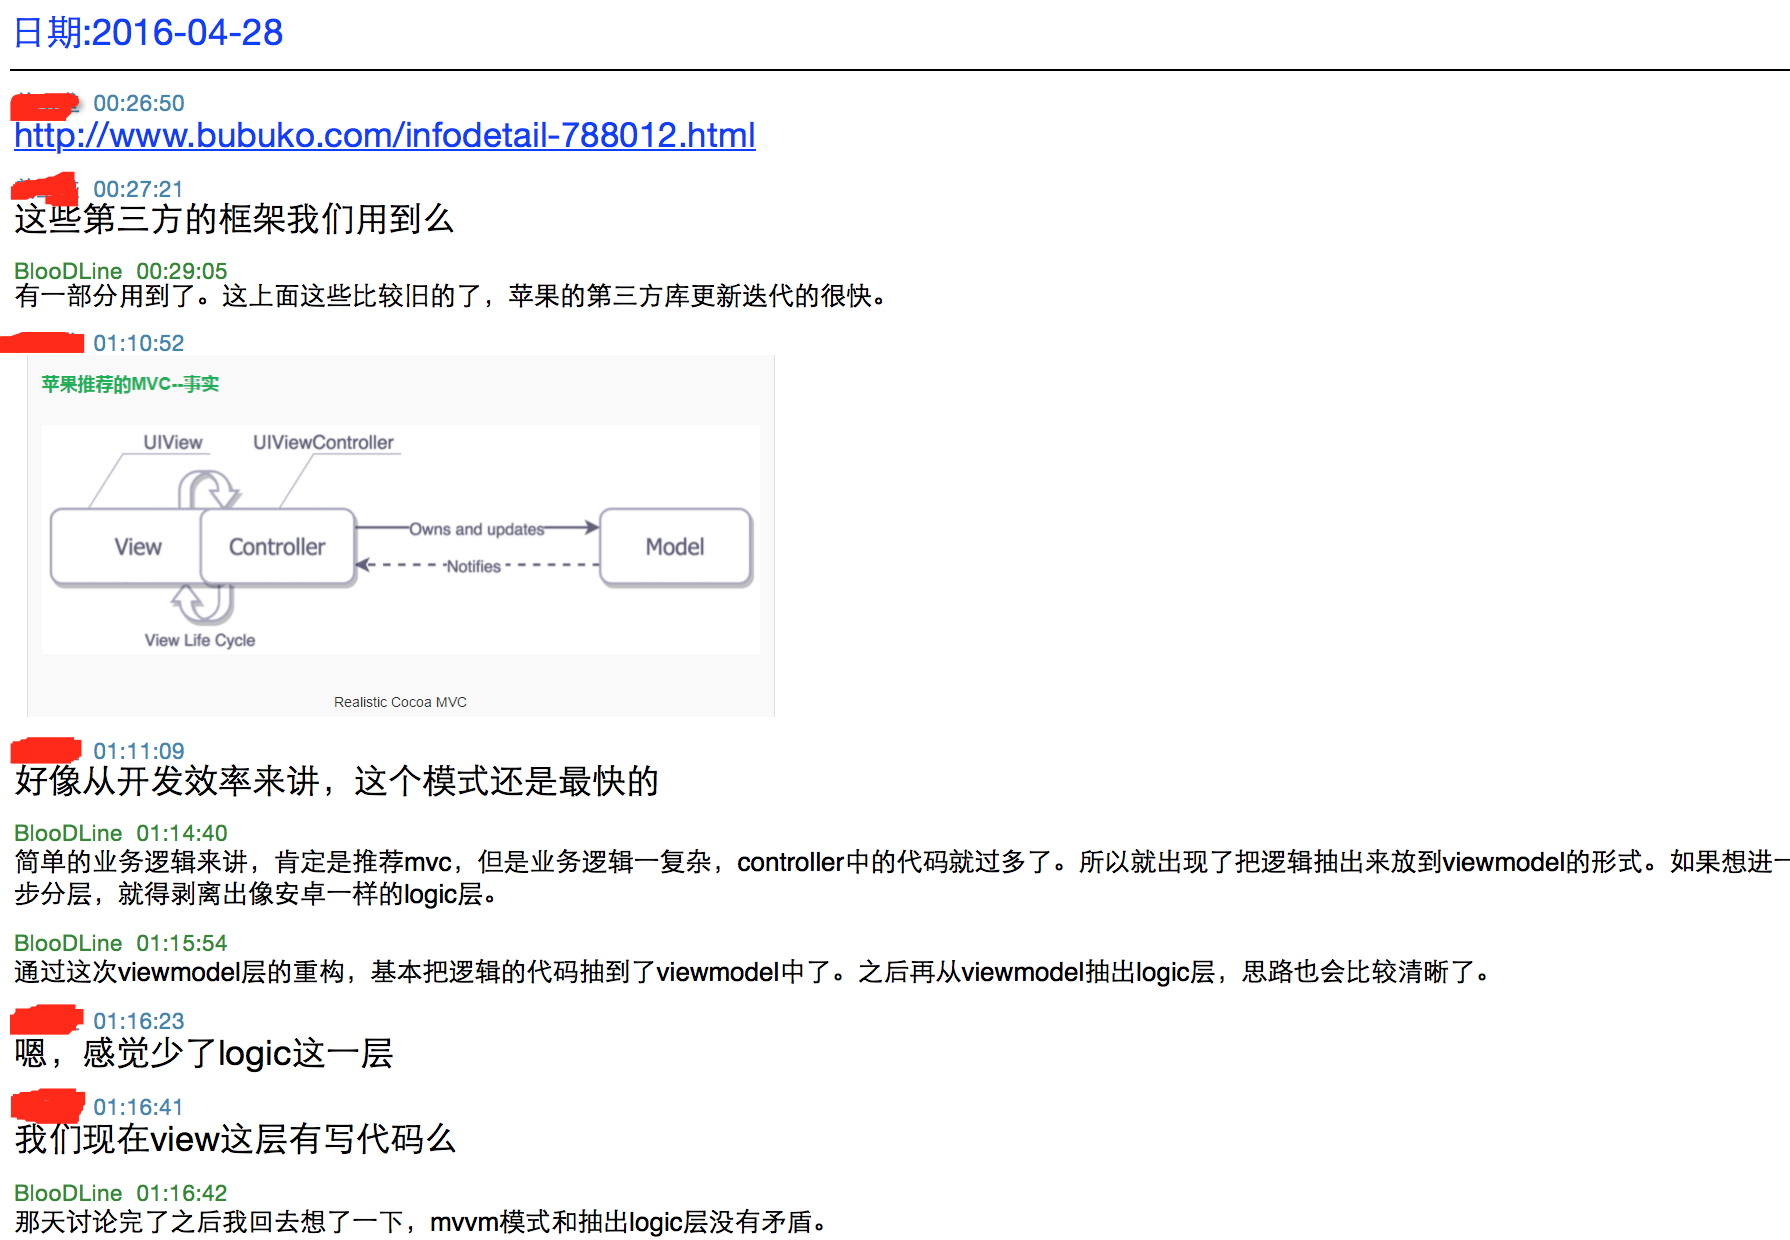 日期:2016-04-28
00:26:50
http://www.bubuko.com/infodetail-788012.html
00:27:21
这些第三方的框架我们用到么
BlooDLine 00:29:05
有一部分用到了。这上面这些比较旧的了，苹果的第三方库更新迭代的很快。
01:10:52
苹果推荐的MVC--事实
UIView UIViewController
View Controller Owns and updates Notifies Model
View Life Cycle
Realistic Cocoa MVC
01:11:09
好像从开发效率来讲，这个模式还是最快的
BlooDLine 01:14:40
简单的业务逻辑来讲，肯定是推荐mvc，但是业务逻辑一复杂，controller中的代码就过多了。所以就出现了把逻辑抽出来放到viewmodel的形式。如果想进一
步分层，就得剥离出像安卓一样的logic层。
BlooDLine 01:15:54
通过这次viewmodel层的重构，基本把逻辑的代码抽到了viewmodel中了。之后再从viewmodel抽出logic层，思路也会比较清晰了。
01:16:23
嗯，感觉少了logic这一层
01:16:41
我们现在view这层有写代码么
BlooDLine 01:16:42
那天讨论完了之后我回去想了一下，mvvm模式和抽出logic层没有矛盾。